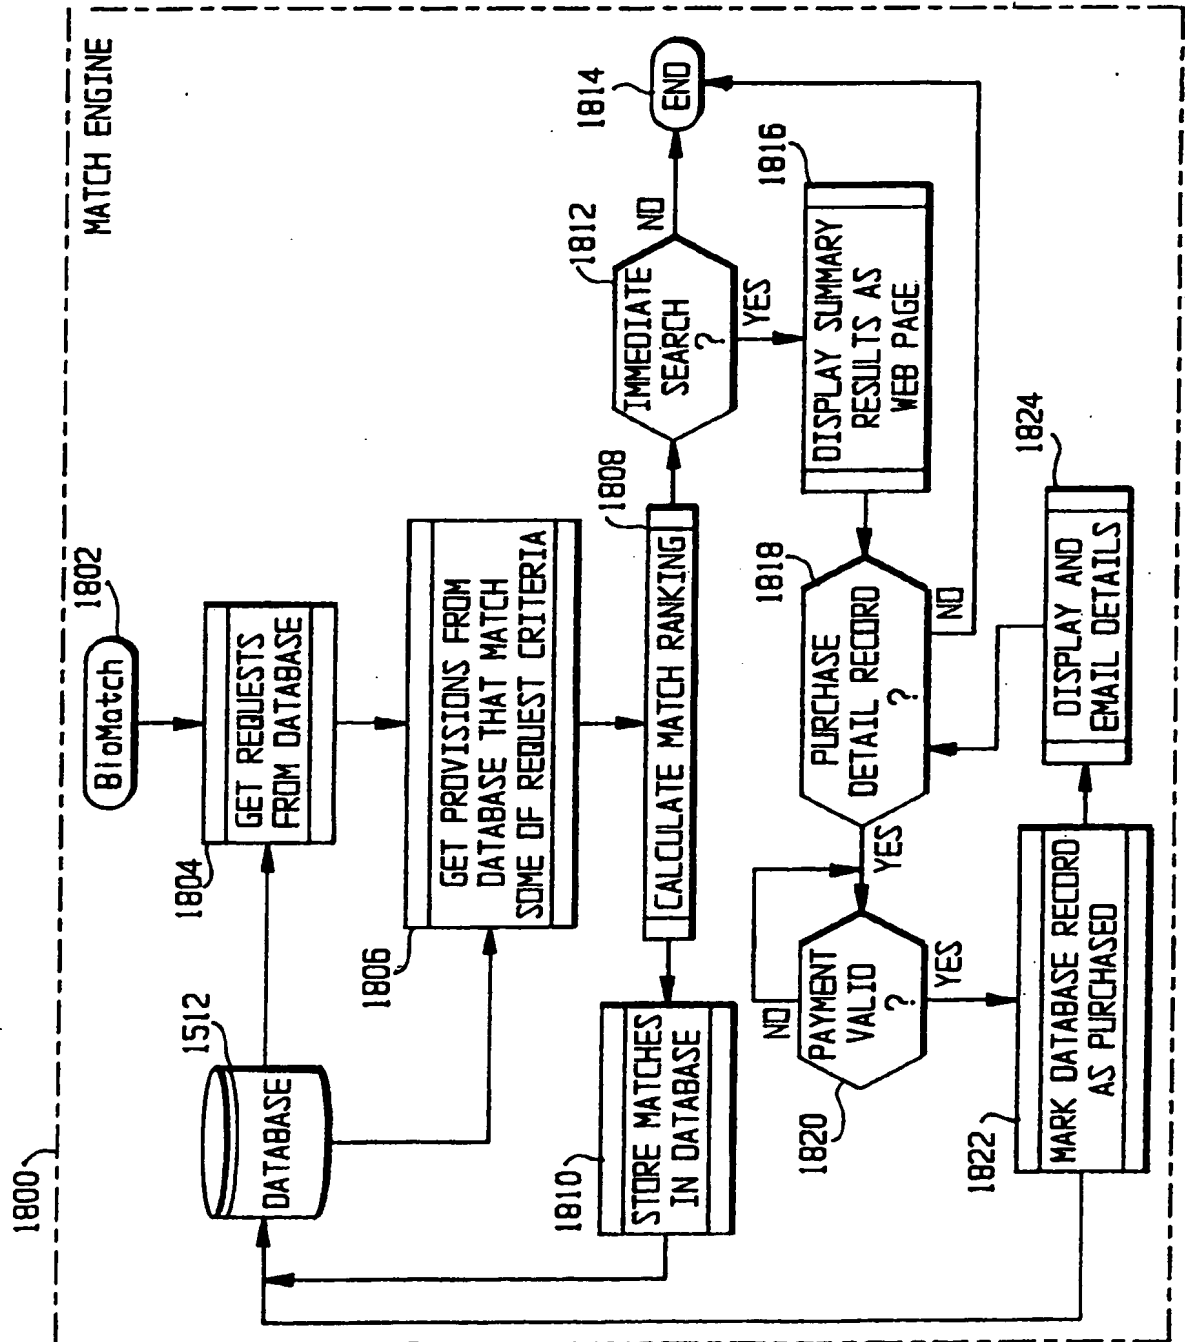 1800
MATCH ENGINE
1802
BioMatch
1804
GET REQUESTS
FROM DATABASE
1512
DATABASE
1806
GET PROVISIONS FROM
DATABASE THAT MATCH
SOME OF REQUEST CRITERIA
1808
CALCULATE MATCH RANKING
1810
STORE MATCHES
IN DATABASE
1812
IMMEDIATE
SEARCH
?
NO
YES
1814
END
1816
DISPLAY SUMMARY
RESULTS AS
WEB PAGE
1818
PURCHASE
DETAIL RECORD
?
NO
YES
1820
PAYMENT
VALID
?
NO
YES
1822
MARK DATABASE RECORD
AS PURCHASED
1824
DISPLAY AND
EMAIL DETAILS